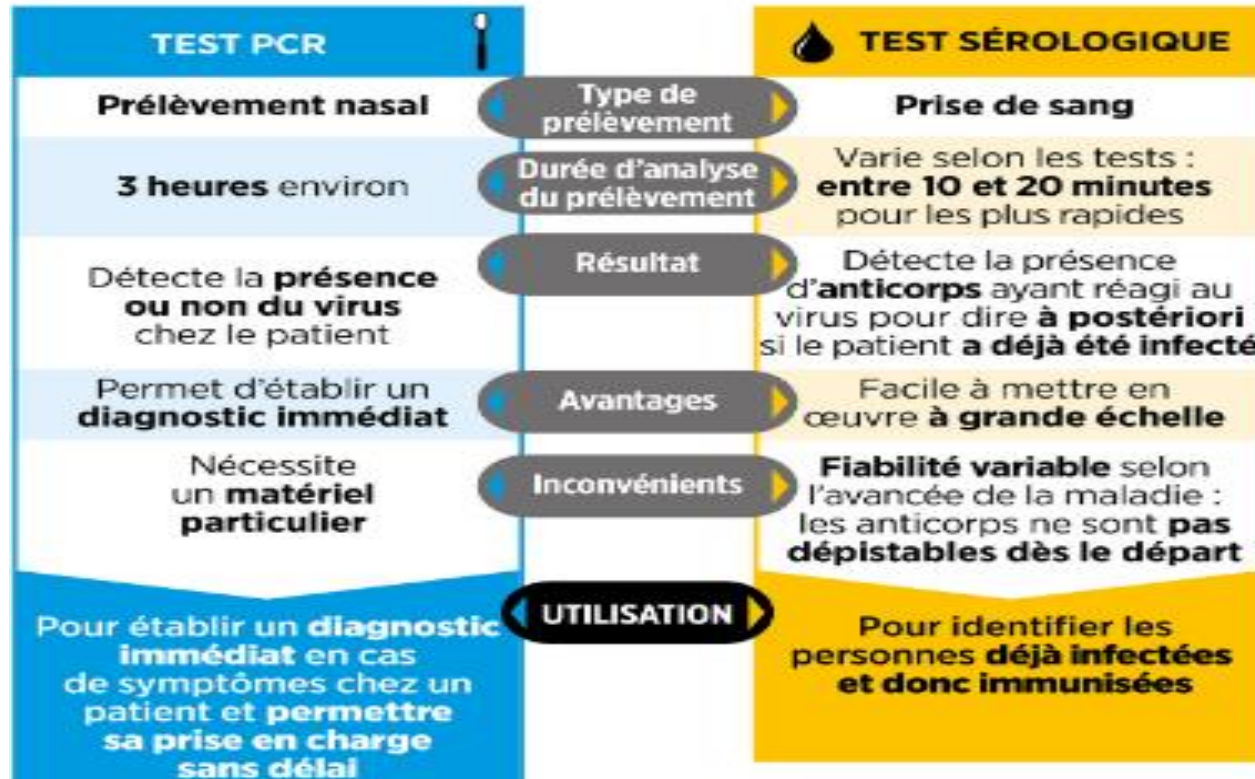 TEST PCR
TEST SÉROLOGIQUE
Prélèvement nasal
Type de
prélèvement
Prise de sang
3 heures environ
Durée d'analyse
du prélèvement
Varie selon les tests :
entre 10 et 20 minutes
pour les plus rapides
Détecte la présence
ou non du virus
chez le patient
Résultat
Détecte la présence
d'anticorps ayant réagi au
virus pour dire à postériori
si le patient a déjà été infecté
Permet d'établir un
diagnostic immédiat
Avantages
Facile à mettre en
œuvre à grande échelle
Nécessite
un matériel
particulier
Inconvénients
Fiabilité variable selon
l'avancée de la maladie :
les anticorps ne sont pas
dépistables dès le départ
UTILISATION
Pour établir un diagnostic
immédiat en cas
de symptômes chez un
patient et permettre
sa prise en charge
sans délai
Pour identifier les
personnes déjà infectées
et donc immunisées